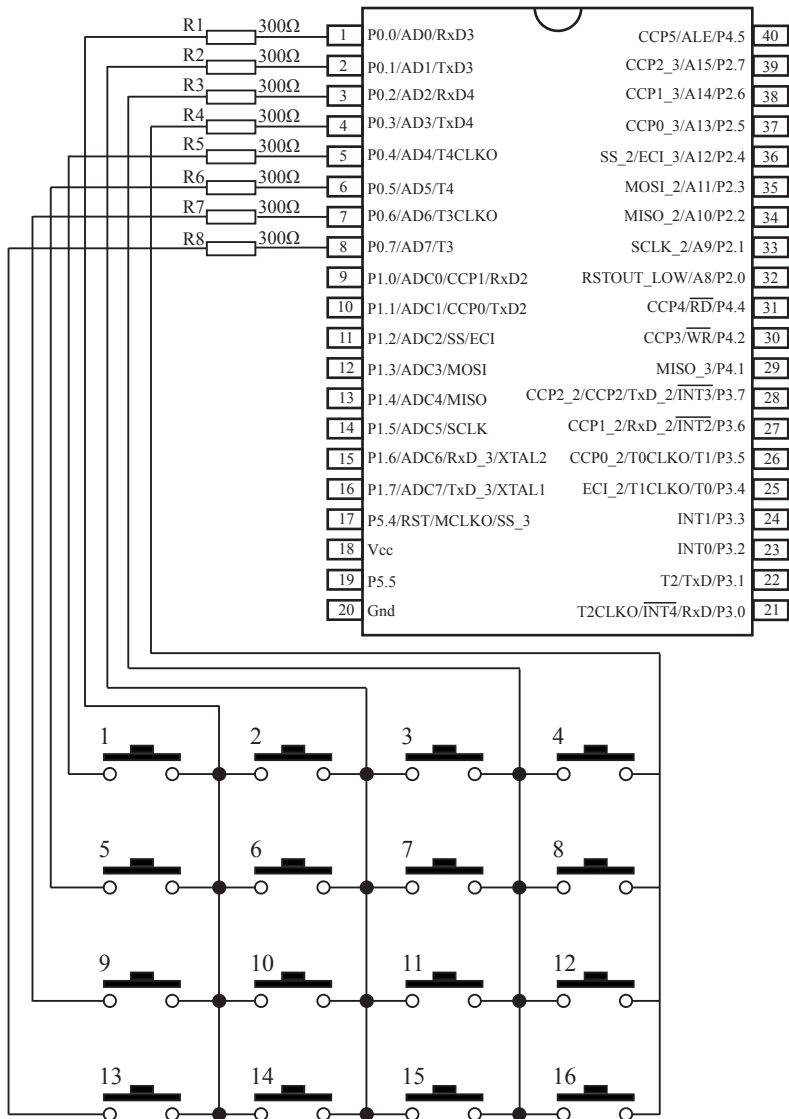 R1 300Ω 1 P0.0/AD0/RxD3 CCP5/ALE/P4.5 40
R2 300Ω 2 P0.1/AD1/TxD3 CCP2_3/A15/P2.7 39
R3 300Ω 3 P0.2/AD2/RxD4 CCP1_3/A14/P2.6 38
R4 300Ω 4 P0.3/AD3/TxD4 CCP0_3/A13/P2.5 37
R5 300Ω 5 P0.4/AD4/T4CLKO SS_2/ECI_3/A12/P2.4 36
R6 300Ω 6 P0.5/AD5/T4 MOSI_2/A11/P2.3 35
R7 300Ω 7 P0.6/AD6/T3CLKO MISO_2/A10/P2.2 34
R8 300Ω 8 P0.7/AD7/T3 SCLK_2/A9/P2.1 33
9 P1.0/ADC0/CCP1/RxD2 RSTOUT_LOW/A8/P2.0 32
10 P1.1/ADC1/CCP0/TxD2 CCP4/RD/P4.4 31
11 P1.2/ADC2/SS/ECI CCP3/WR/P4.2 30
12 P1.3/ADC3/MOSI MISO_3/P4.1 29
13 P1.4/ADC4/MISO CCP2_2/CCP2/TxD_2/INT3/P3.7 28
14 P1.5/ADC5/SCLK CCP1_2/RxD_2/INT2/P3.6 27
15 P1.6/ADC6/RxD_3/XTAL2 CCP0_2/T0CLKO/T1/P3.5 26
16 P1.7/ADC7/TxD_3/XTAL1 ECI_2/T1CLKO/T0/P3.4 25
17 P5.4/RST/MCLKO/SS_3 INT1/P3.3 24
18 Vcc INT0/P3.2 23
19 P5.5 T2/TxD/P3.1 22
20 Gnd T2CLKO/INT4/RxD/P3.0 21
1 2 3 4
5 6 7 8
9 10 11 12
13 14 15 16